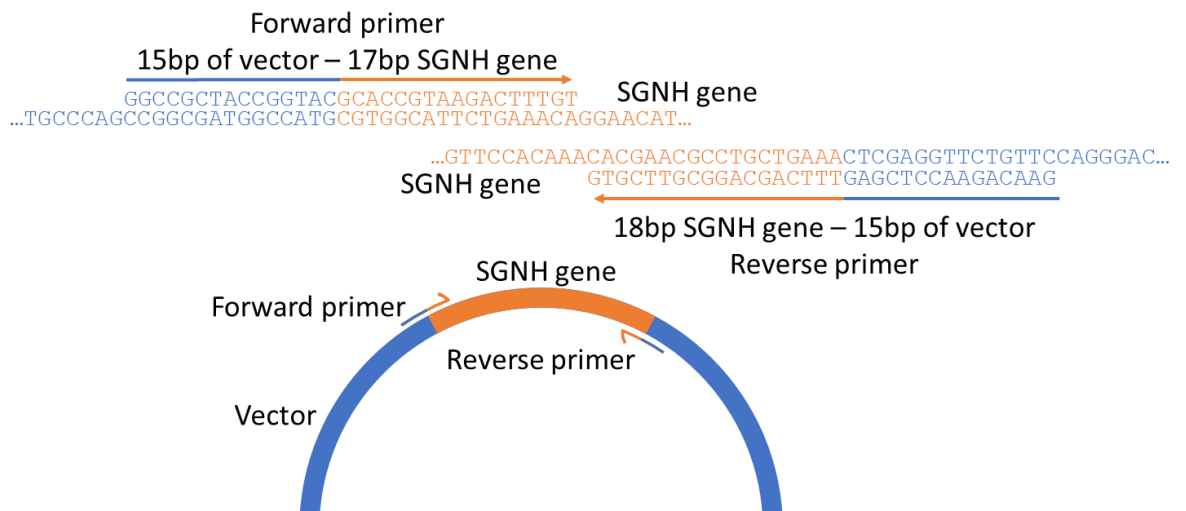 Forward primer
15bp of vector – 17bp SGNH gene
GGCCGCTACCGGTACGCACCGTAAGACTTTGT
SGNH gene
...TGCCCAGCCGGCGATGGCCATGCGTGGCATTCTGAAACAGGAACAT...
...GTTCCACAAACACGAACGCCTGCTGAAACTCGAGGTTCTGTTCCAGGGAC...
SGNH gene
GTGCTTGCGGACGACTTTGAGCTCCAAGACAAG
18bp SGNH gene – 15bp of vector
Reverse primer
SGNH gene
Forward primer
Reverse primer
Vector